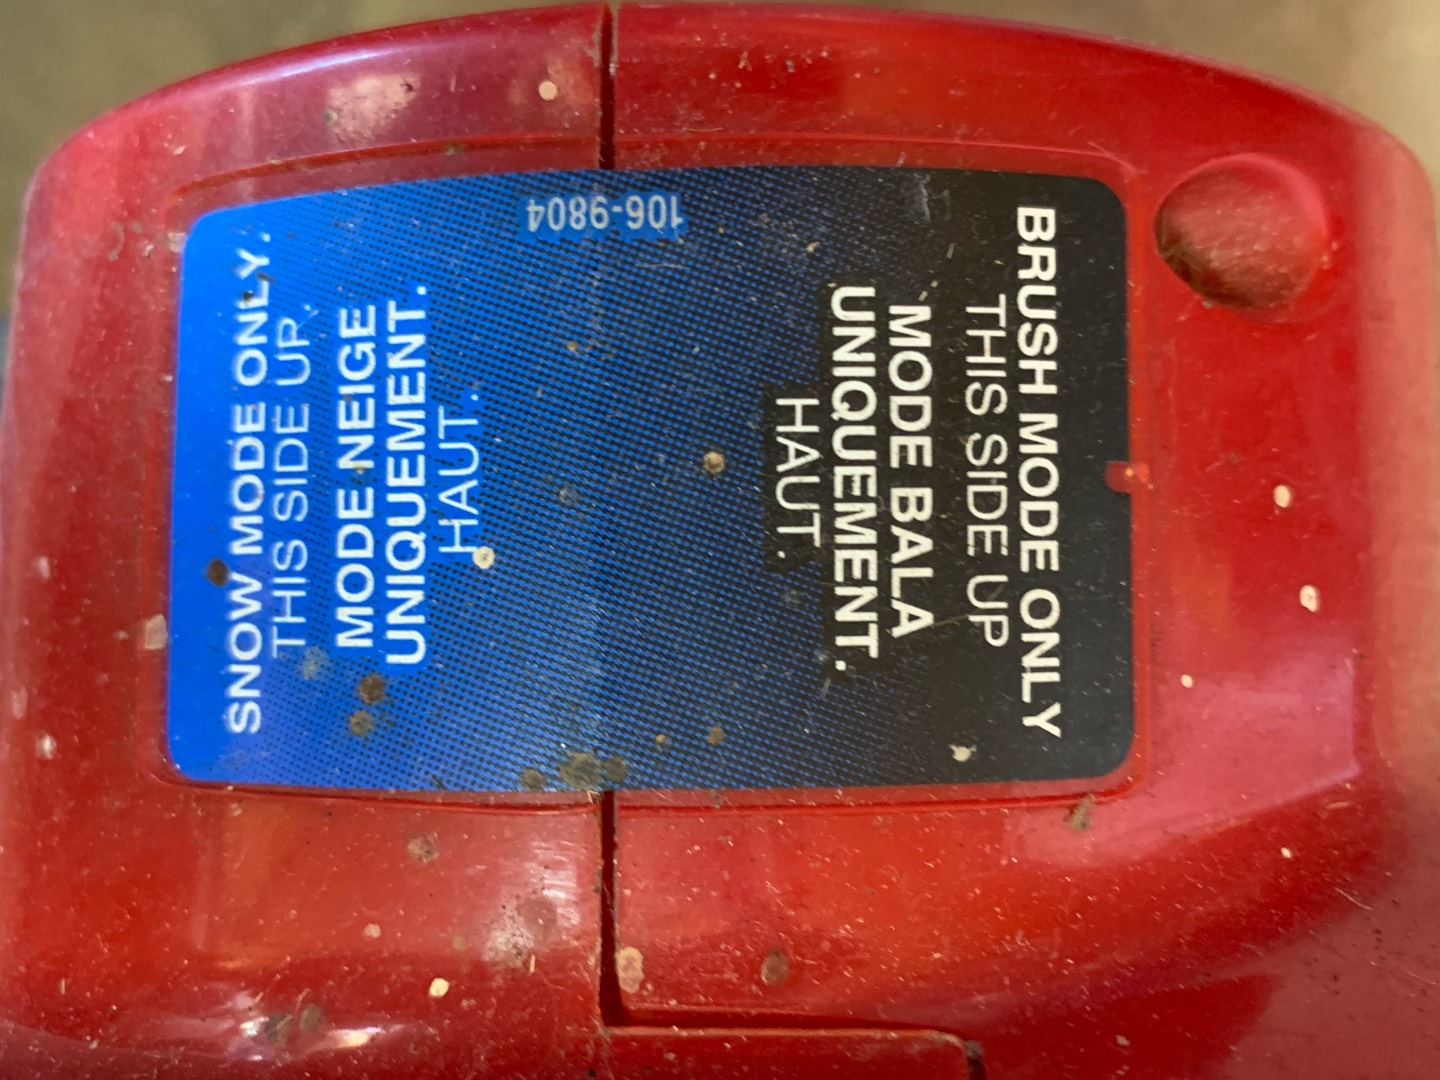 SNOW MODE ONLY.
THIS SIDE UP.
MODE NEIGE
UNIQUEMENT.
HAUT.
106-9804
BRUSH MODE ONLY
THIS SIDE UP
MODE BALA
UNIQUEMENT.
HAUT.